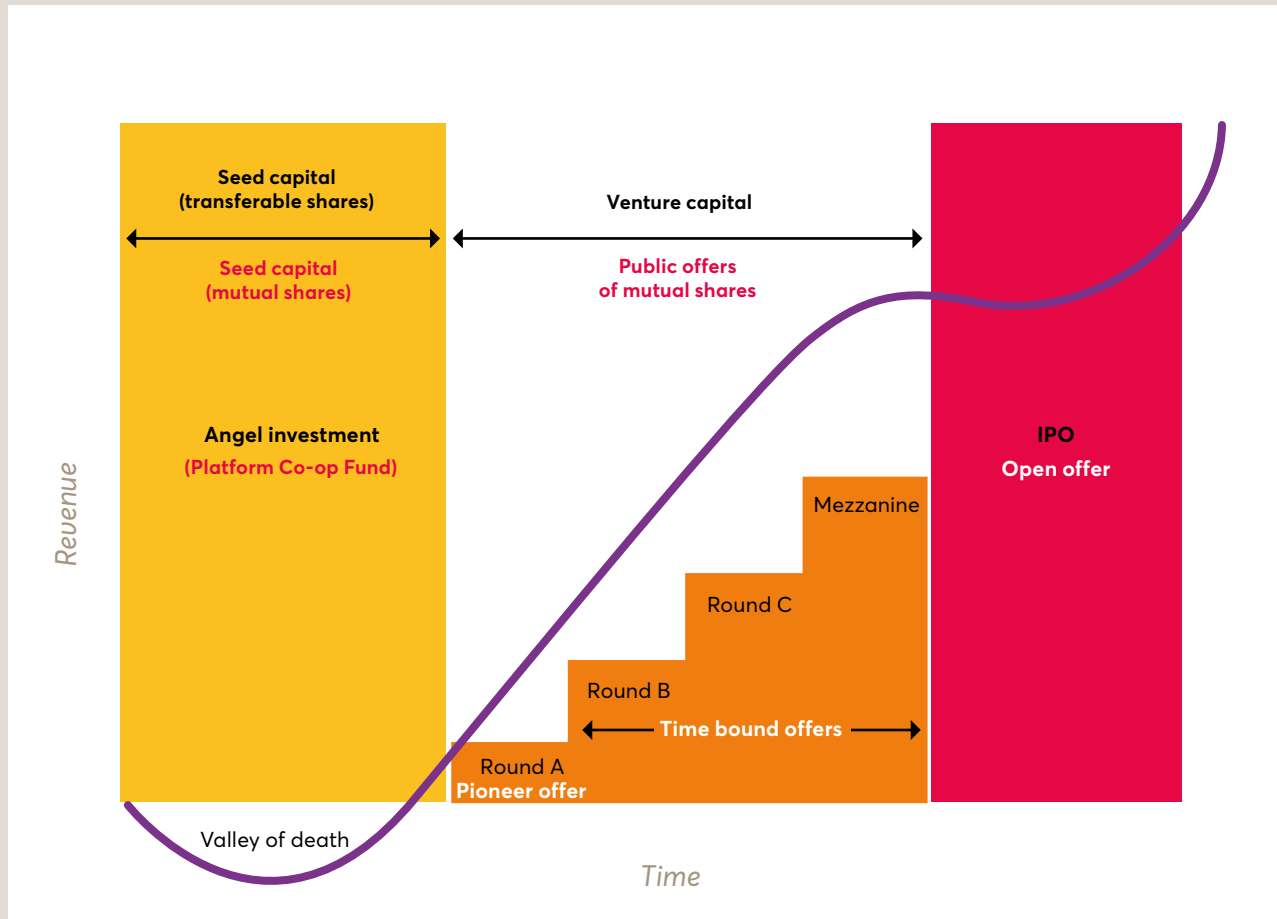 Seed capital
(transferable shares)
Seed capital
(mutual shares)
Angel investment
(Platform Co-op Fund)
Venture capital
Public offers
of mutual shares
IPO
Open offer
Mezzanine
Round C
Round B
Time bound offers
Round A
Pioneer offer
Valley of death
Revenue
Time